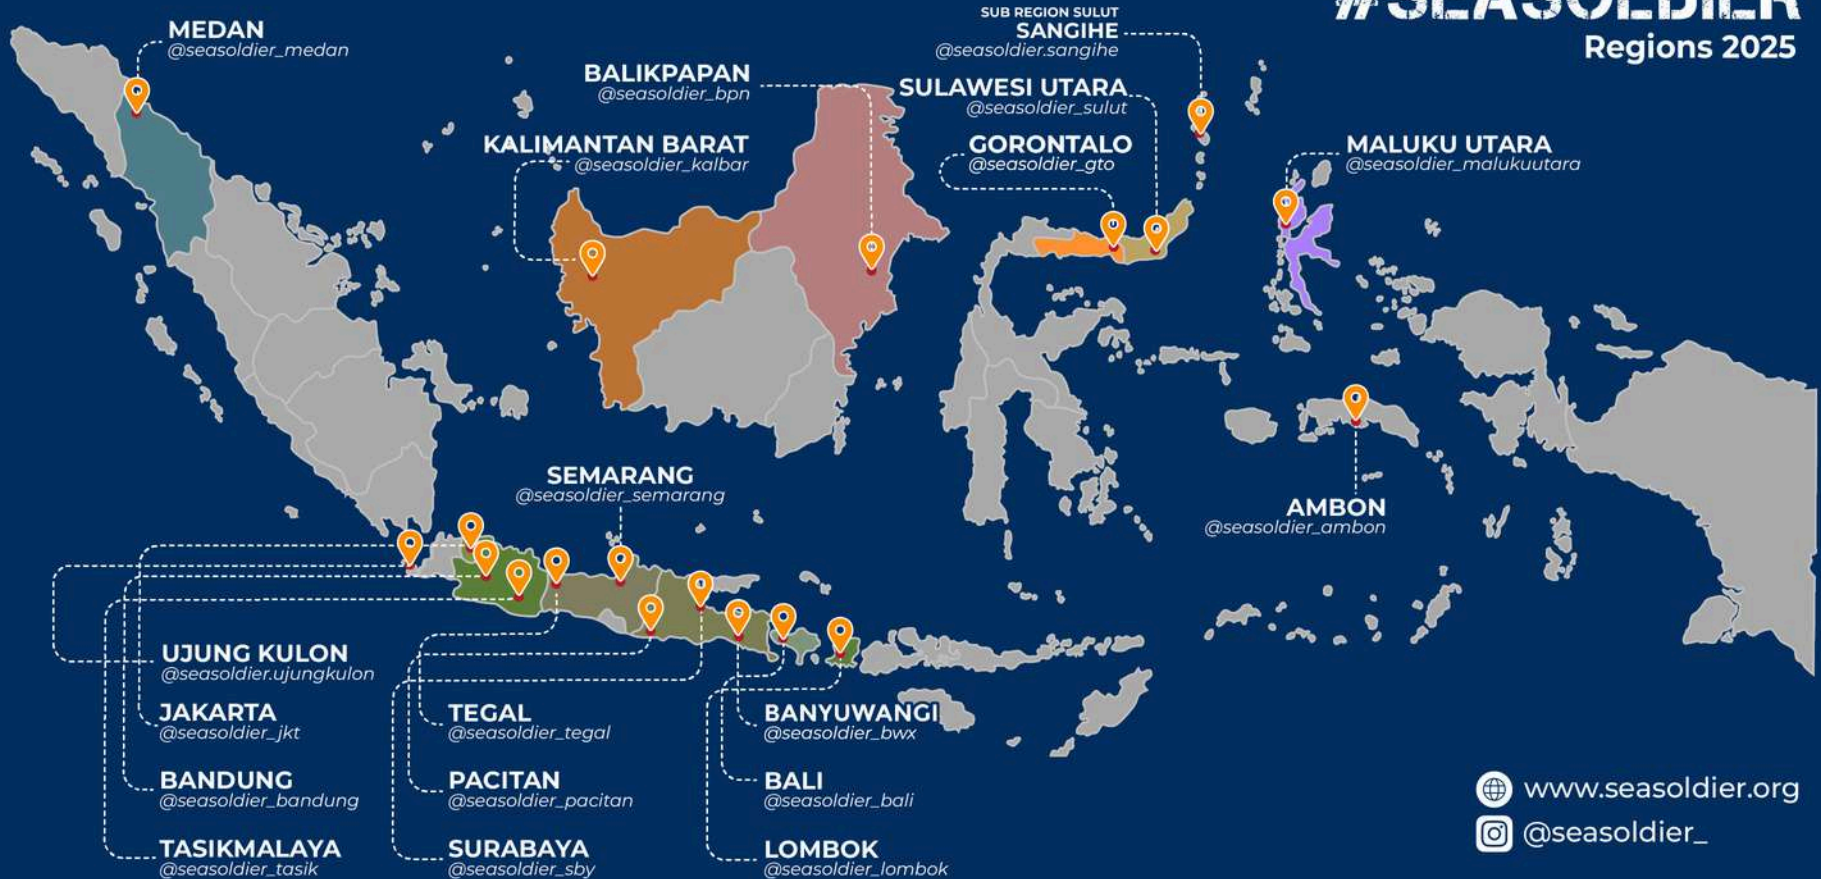 #SEASOLDIER
Regions 2025
MEDAN
@seasoldier_medan
BALIKPAPAN
@seasoldier_bpn
KALIMANTAN BARAT
@seasoldier_kalbar
SUB REGION SULUT
SANGIHE
@seasoldier.sangihe
SULAWESI UTARA
@seasoldier_sulut
GORONTALO
@seasoldier_gto
MALUKU UTARA
@seasoldier_malukuutara
SEMARANG
@seasoldier_semarang
AMBON
@seasoldier_ambon
UJUNG KULON
@seasoldier.ujungkulon
JAKARTA
@seasoldier_jkt
BANDUNG
@seasoldier_bandung
TASIKMALAYA
@seasoldier_tasik
TEGAL
@seasoldier_tegal
PACITAN
@seasoldier_pacitan
SURABAYA
@seasoldier_sby
BANYUWANGI
@seasoldier_bwx
BALI
@seasoldier_bali
LOMBOK
@seasoldier_lombok
www.seasoldier.org
@seasoldier_